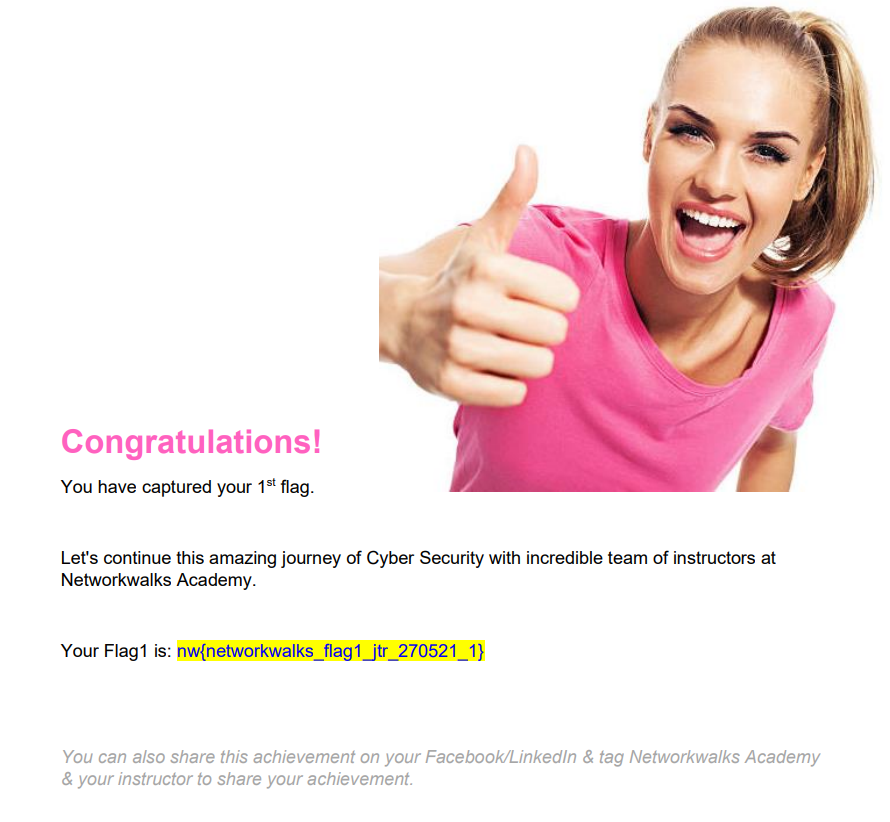 Congratulations!
You have captured your 1st flag.
Let's continue this amazing journey of Cyber Security with incredible team of instructors at
Networkwalks Academy.
Your Flag1 is: nw{networkwalks_flag1_jtr_270521_1}
You can also share this achievement on your Facebook/LinkedIn & tag Networkwalks Academy
& your instructor to share your achievement.